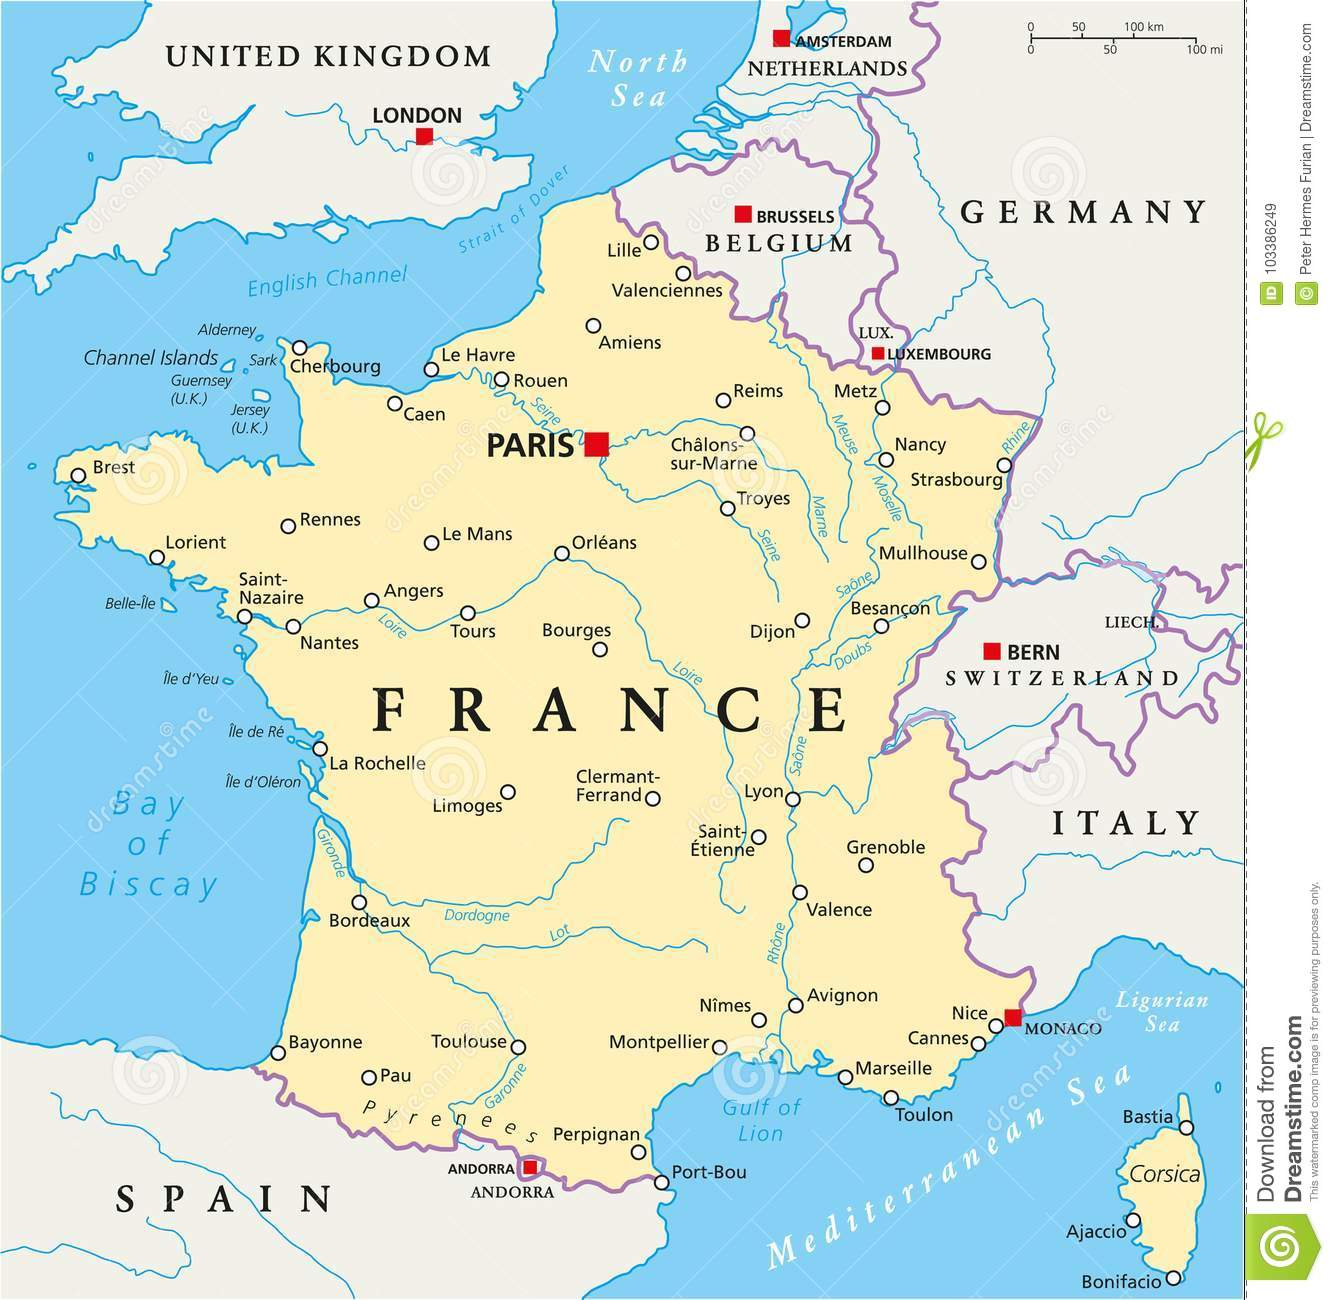 UNITED KINGDOM
LONDON
North
Sea
AMSTERDAM
NETHERLANDS
0 50 100 km
0 50 100 mi
GERMANY
BRUSSELS
BELGIUM
LUX.
LUXEMBOURG
Strait of Dover
English Channel
Alderney
Channel Islands
Sark
Guernsey
(U.K.)
Jersey
(U.K.)
Lille
Valenciennes
Amiens
Cherbourg
Le Havre
Rouen
Caen
Seine
Reims
Metz
PARIS
Châlons-
sur-Marne
Meuse
Nancy
Rhine
Strasbourg
Brest
Troyes
Marne
Moselle
Rennes
Le Mans
Orléans
Seine
Lorient
Mullhouse
Saint-
Nazaire
Angers
Saône
Belle-Île
Besançon
Loire
Nantes
Tours
Bourges
Dijon
Doubs
LIECH.
BERN
SWITZERLAND
Île d'Yeu
Loire
FRANCE
Île de Ré
La Rochelle
Saône
Île d'Oléron
Clermant-
Ferrand
Limoges
Lyon
Bay
of
Biscay
ITALY
Saint-
Étienne
Grenoble
Gironde
Valence
Bordeaux
Dordogne
Lot
Rhône
Avignon
Nîmes
Nice
MONACO
Ligurian
Sea
Bayonne
Toulouse
Montpellier
Cannes
Pau
Marseille
Garonne
Toulon
Pyrenees
Gulf of
Lion
Perpignan
Port-Bou
ANDORRA
ANDORRA
SPAIN
Mediterranean Sea
Bastia
Corsica
Ajaccio
Bonifacio
dreamstime
ID 103386249
© Peter Hermes Furian | Dreamstime.com
Download from
Dreamstime.com
This watermarked comp image is for previewing purposes only.